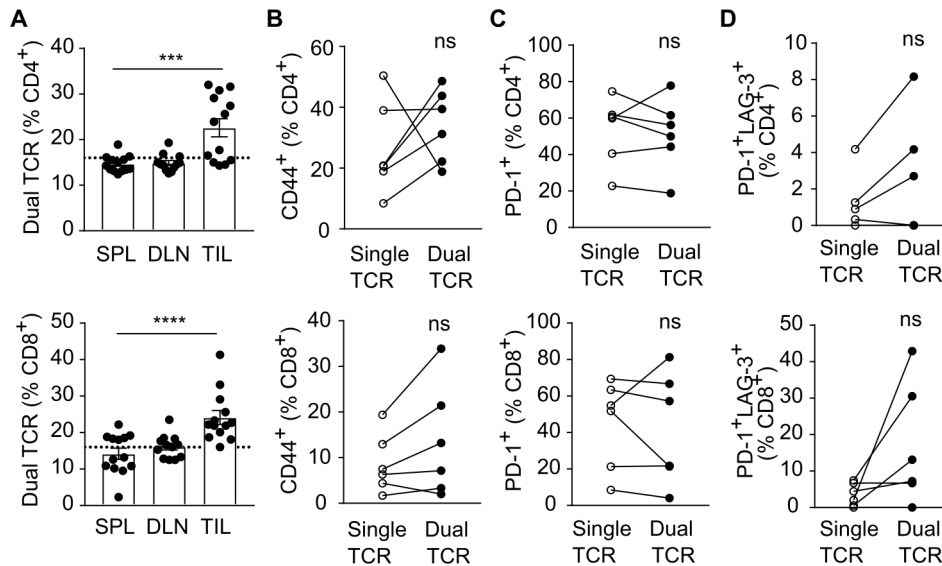 A
Dual TCR (% CD4+)
40
30
20
10
0
***
SPL DLN TIL
B
CD44+ (% CD4+)
60
40
20
0
ns
Single Dual
TCR TCR
C
PD-1+ (% CD4+)
100
80
60
40
20
0
ns
Single Dual
TCR TCR
D
PD-1+LAG-3+
(% CD4+)
10
8
6
4
2
0
ns
Single Dual
TCR TCR
Dual TCR (% CD8+)
50
40
30
20
10
0
****
SPL DLN TIL
CD44+ (% CD8+)
40
30
20
10
0
ns
Single Dual
TCR TCR
PD-1+ (% CD8+)
100
80
60
40
20
0
ns
Single Dual
TCR TCR
PD-1+LAG-3+
(% CD8+)
50
40
30
20
10
0
ns
Single Dual
TCR TCR